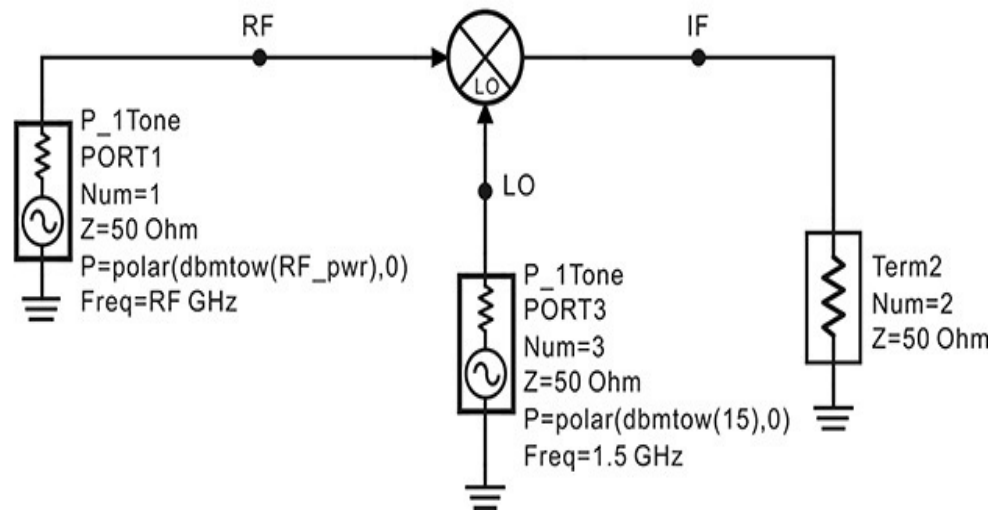 RF
IF
LO
LO
P_1Tone
PORT1
Num=1
Z=50 Ohm
P=polar(dbmtow(RF_pwr),0)
Freq=RF GHz
P_1Tone
PORT3
Num=3
Z=50 Ohm
P=polar(dbmtow(15),0)
Freq=1.5 GHz
Term2
Num=2
Z=50 Ohm